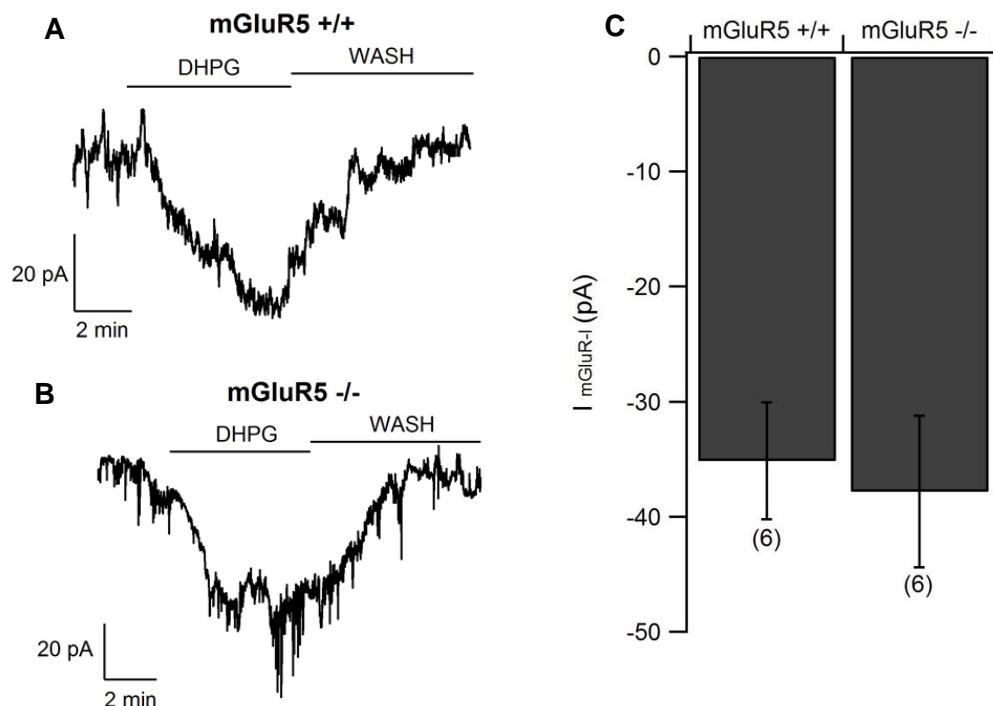 A
mGluR5 +/+
DHPG
WASH
20 pA
2 min
B
mGluR5 -/-
DHPG
WASH
20 pA
2 min
C
mGluR5 +/+
mGluR5 -/-
0
-10
-20
-30
-40
-50
I mGluR-I (pA)
(6)
(6)